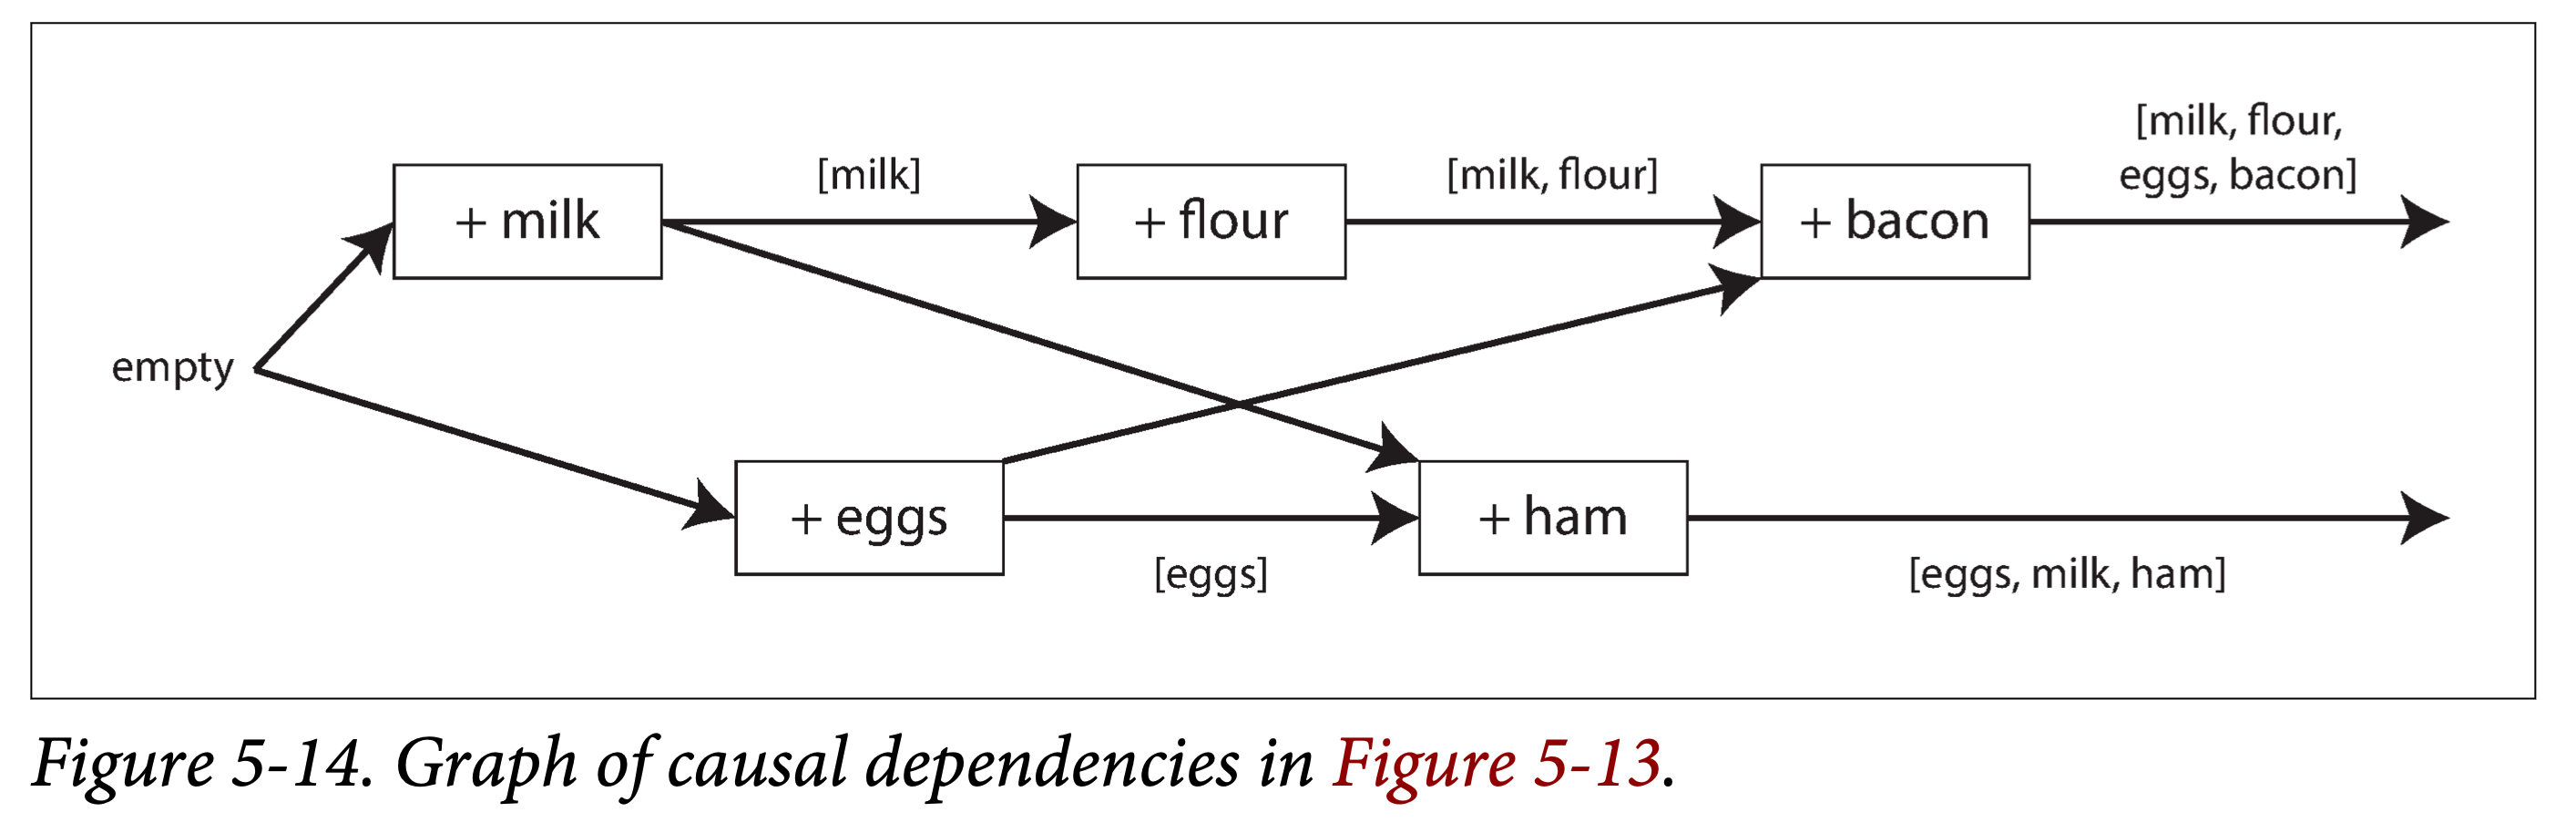 [milk, flour,
eggs, bacon]
[milk]
[milk, flour]
+ milk
+ flour
+ bacon
empty
+ eggs
+ ham
[eggs]
[eggs, milk, ham]
Figure 5-14. Graph of causal dependencies in Figure 5-13.